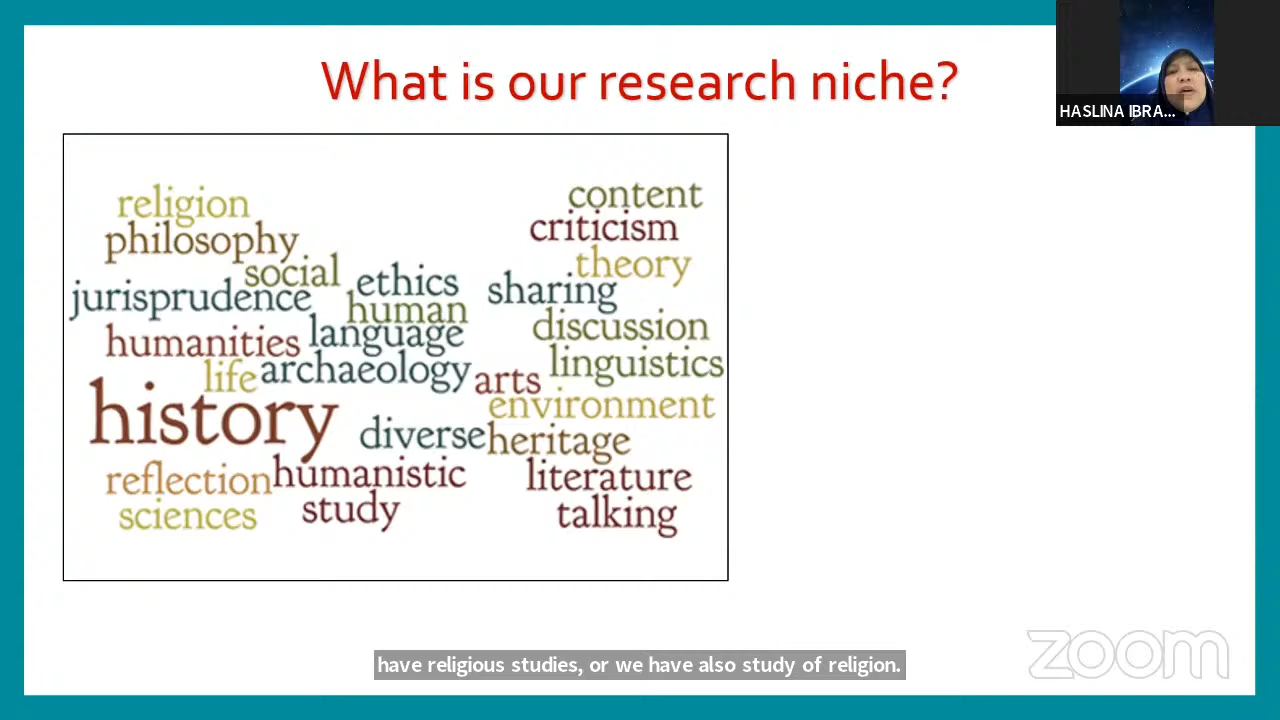 What is our research niche?
HASLINA IBRA...
religion
philosophy
social
jurisprudence
ethics
human
humanities
language
life
archaeology
history
diverse
reflection
humanistic
sciences
study
content
criticism
theory
sharing
discussion
linguistics
arts
environment
heritage
literature
talking
have religious studies, or we have also study of religion.
zoom